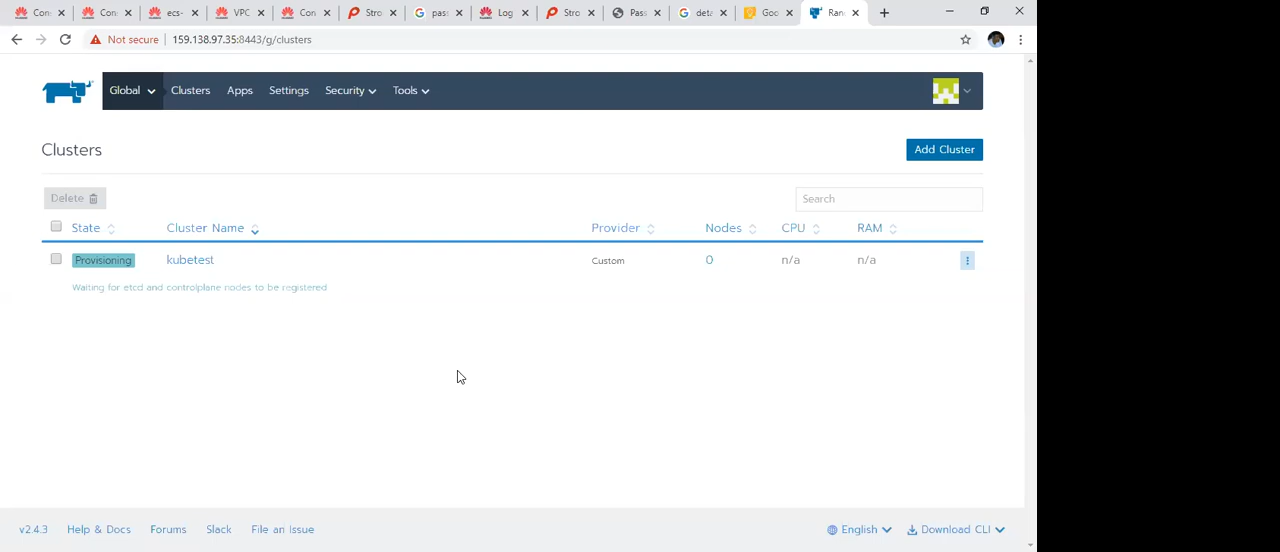 Con
Con
ecs-
VPC
Con
Stro
pass
Log
Stro
Pass
deta
Goo
Ran
Not secure
159.138.97.35:8443/g/clusters
Global
Clusters
Apps
Settings
Security
Tools
Clusters
Add Cluster
Delete
Search
State
Cluster Name
Provider
Nodes
CPU
RAM
Provisioning
kubetest
Custom
0
n/a
n/a
Waiting for etcd and controlplane nodes to be registered
v2.4.3
Help & Docs
Forums
Slack
File an Issue
English
Download CLI